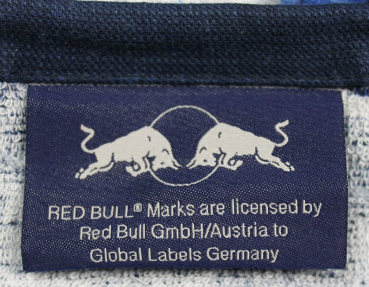 RED BULL® Marks are licensed by
Red Bull GmbH/Austria to
Global Labels Germany